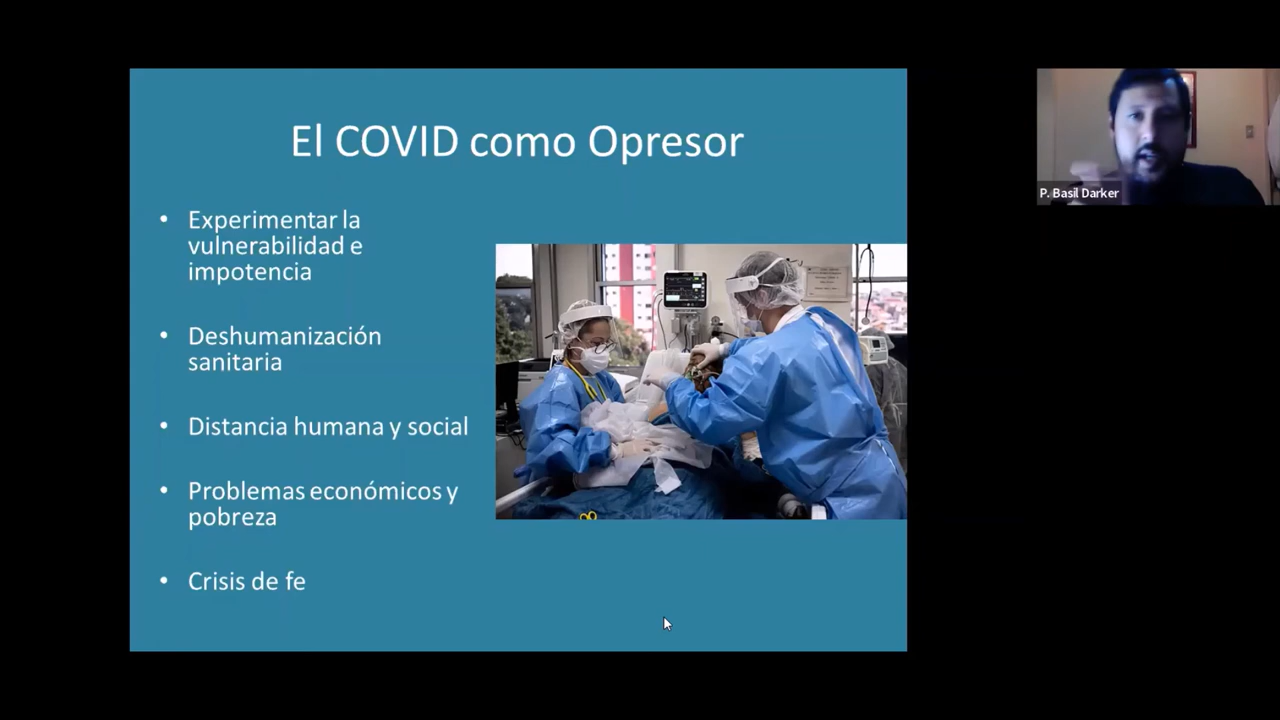 El COVID como Opresor
• Experimentar la
vulnerabilidad e
impotencia
• Deshumanización
sanitaria
• Distancia humana y social
• Problemas económicos y
pobreza
• Crisis de fe
P. Basil Darker